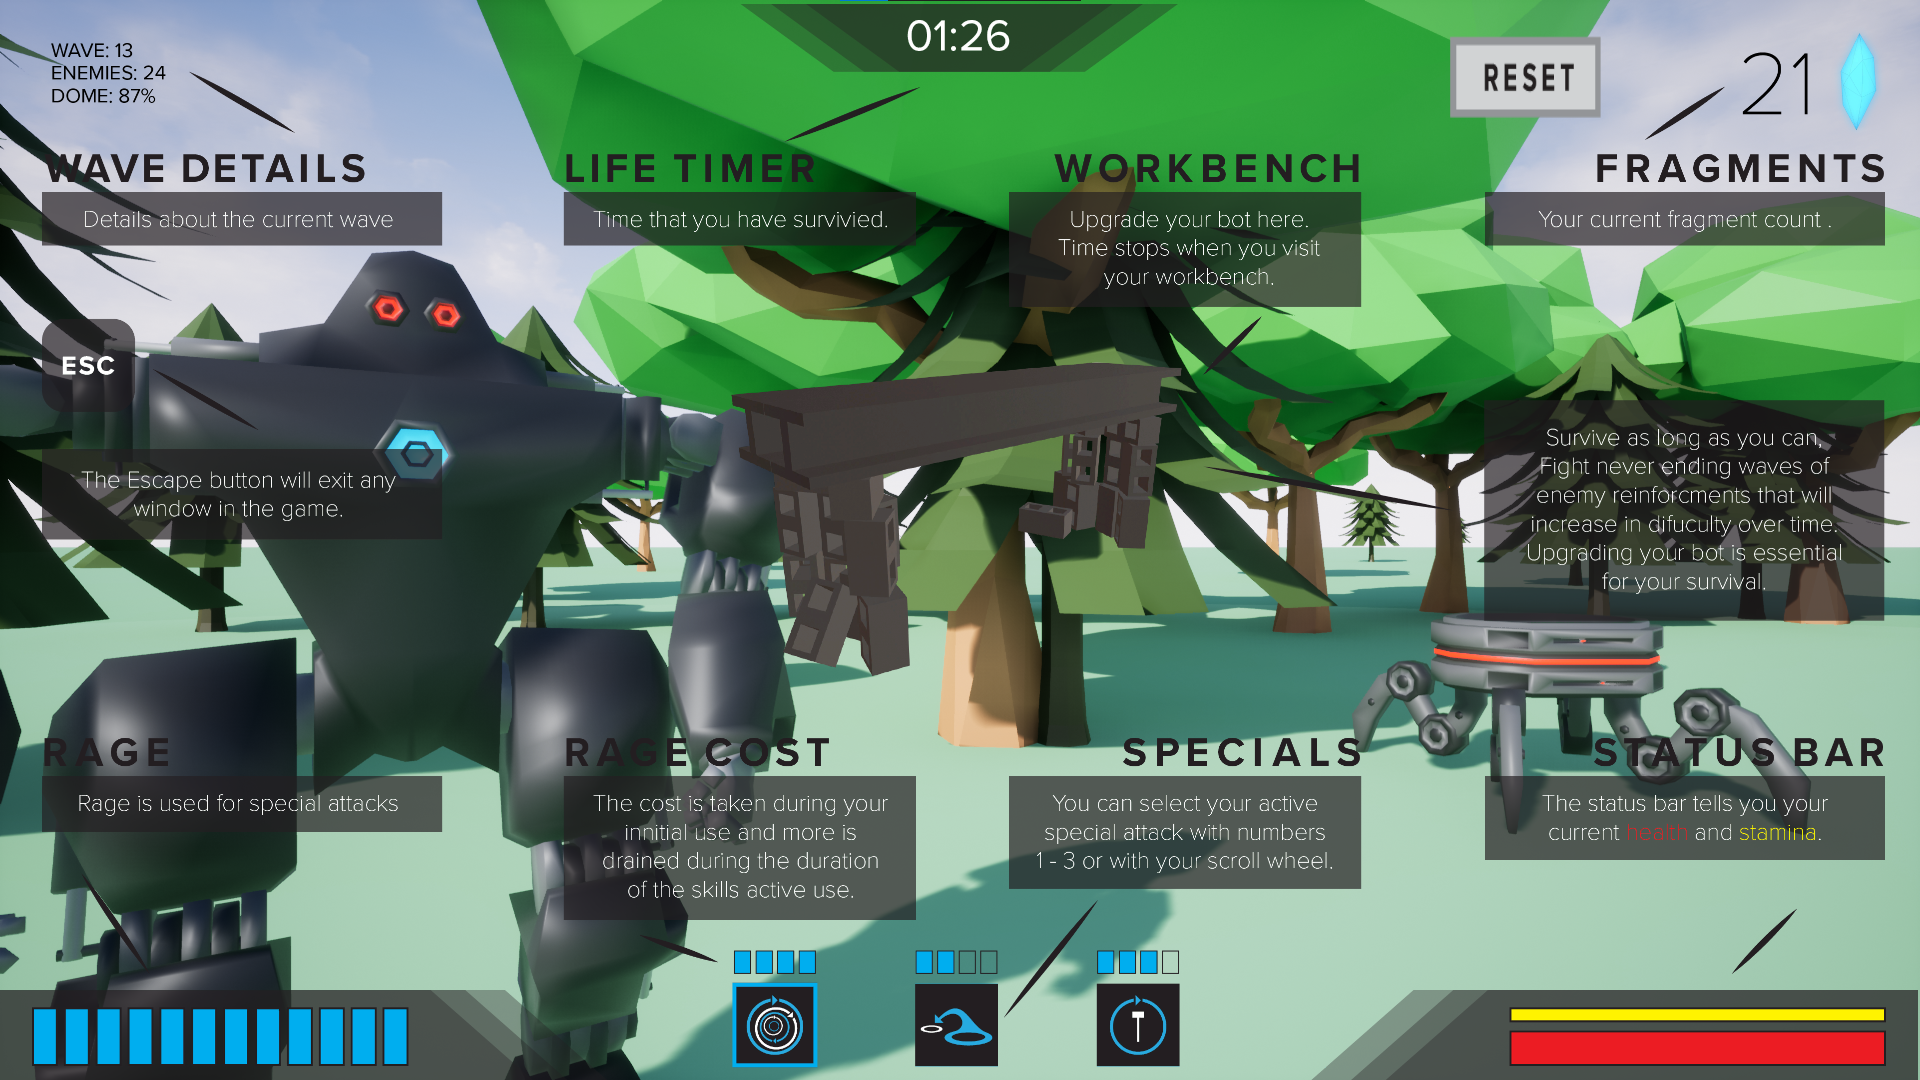 WAVE: 13
ENEMIES: 24
DOME: 87%
01:26
RESET
21
WAVE DETAILS
Details about the current wave
LIFE TIMER
Time that you have survivied.
WORKBENCH
Upgrade your bot here.
Time stops when you visit
your workbench.
FRAGMENTS
Your current fragment count .
ESC
The Escape button will exit any
window in the game.
Survive as long as you can,
Fight never ending waves of
enemy reinforcments that will
increase in difuculty over time.
Upgrading your bot is essential
for your survival.
RAGE
Rage is used for special attacks
RAGE COST
The cost is taken during your
innitial use and more is
drained during the duration
of the skills active use.
SPECIALS
You can select your active
special attack with numbers
1 - 3 or with your scroll wheel.
STATUS BAR
The status bar tells you your
current health and stamina.